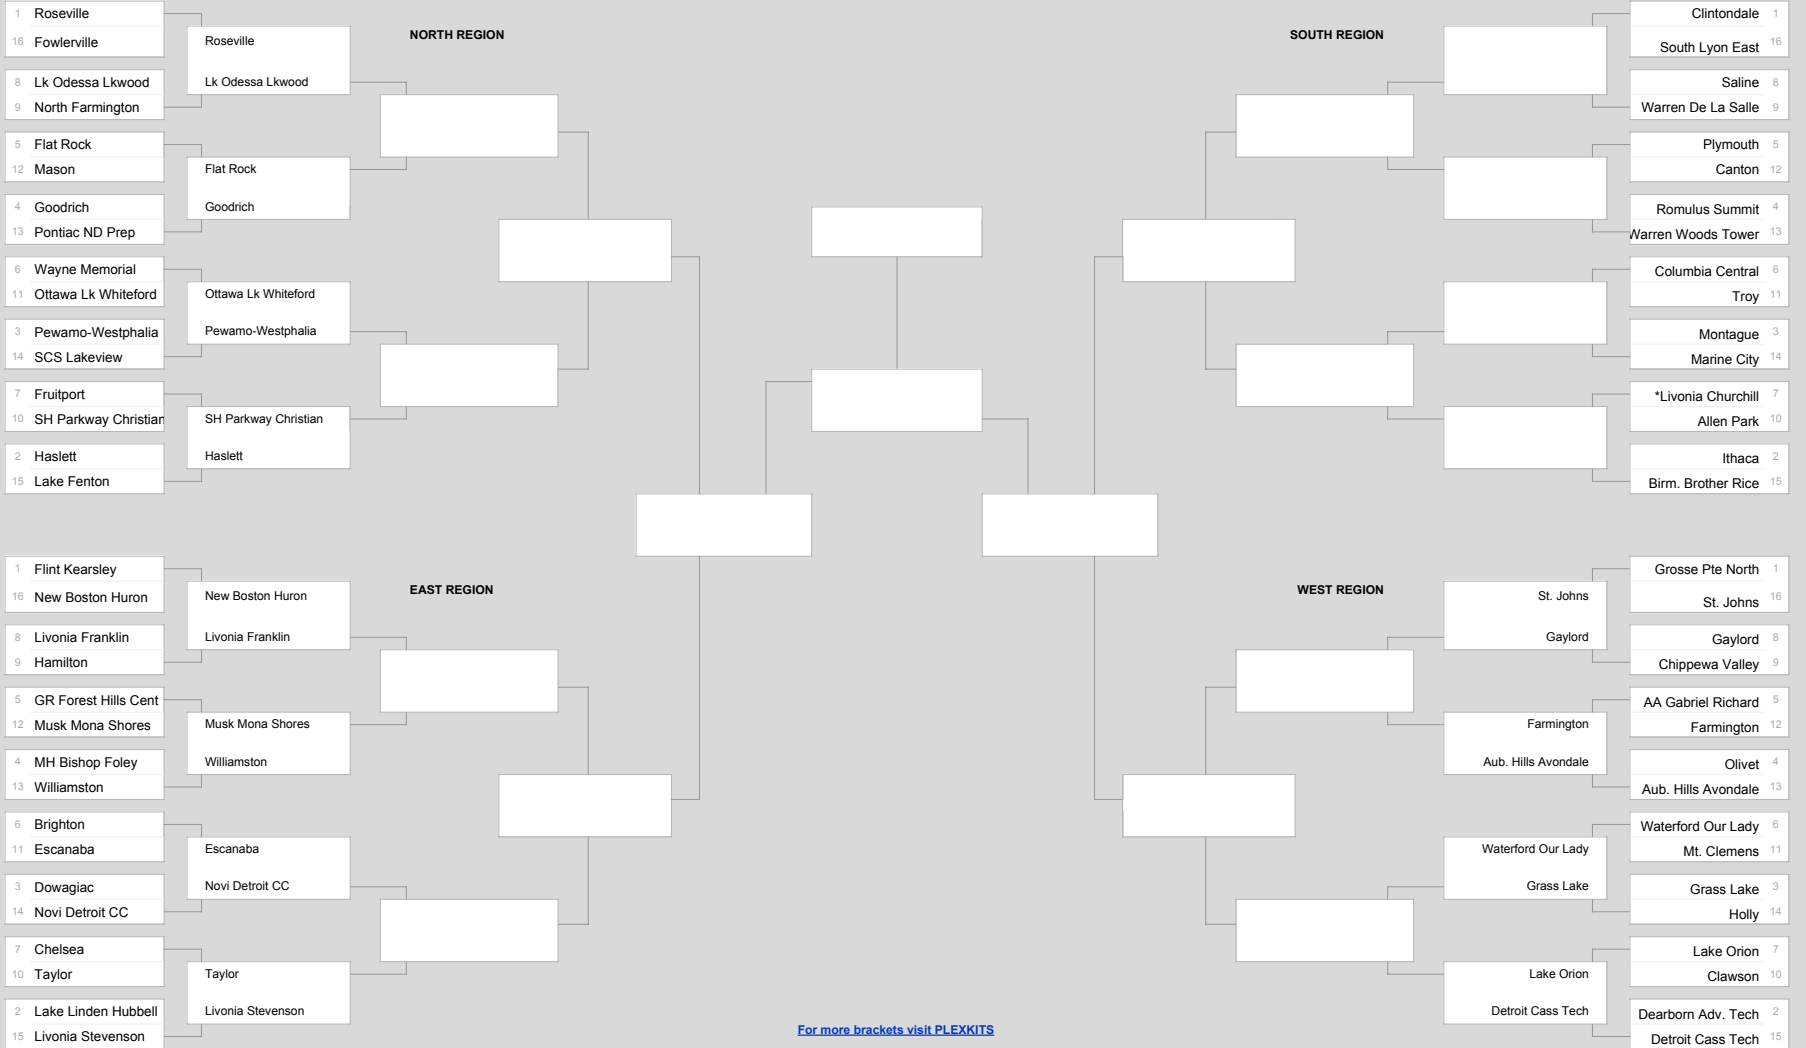 NORTH REGION
1 Roseville
16 Fowlerville
8 Lk Odessa Lkwood
9 North Farmington
5 Flat Rock
12 Mason
4 Goodrich
13 Pontiac ND Prep
6 Wayne Memorial
11 Ottawa Lk Whiteford
3 Pewamo-Westphalia
14 SCS Lakeview
7 Fruitport
10 SH Parkway Christian
2 Haslett
15 Lake Fenton
Roseville
Lk Odessa Lkwood
Flat Rock
Goodrich
Ottawa Lk Whiteford
Pewamo-Westphalia
SH Parkway Christian
Haslett
SOUTH REGION
Clintondale 1
South Lyon East 16
Saline 8
Warren De La Salle 9
Plymouth 5
Canton 12
Romulus Summit 4
Warren Woods Tower 13
Columbia Central 6
Troy 11
Montague 3
Marine City 14
*Livonia Churchill 7
Allen Park 10
Ithaca 2
Birm. Brother Rice 15
EAST REGION
1 Flint Kearsley
16 New Boston Huron
8 Livonia Franklin
9 Hamilton
5 GR Forest Hills Cent
12 Musk Mona Shores
4 MH Bishop Foley
13 Williamston
6 Brighton
11 Escanaba
3 Dowagiac
14 Novi Detroit CC
7 Chelsea
10 Taylor
2 Lake Linden Hubbell
15 Livonia Stevenson
New Boston Huron
Livonia Franklin
Musk Mona Shores
Williamston
Escanaba
Novi Detroit CC
Taylor
Livonia Stevenson
WEST REGION
St. Johns
Gaylord
Farmington
Aub. Hills Avondale
Waterford Our Lady
Grass Lake
Lake Orion
Detroit Cass Tech
Grosse Pte North 1
St. Johns 16
Gaylord 8
Chippewa Valley 9
AA Gabriel Richard 5
Farmington 12
Olivet 4
Aub. Hills Avondale 13
Waterford Our Lady 6
Mt. Clemens 11
Grass Lake 3
Holly 14
Lake Orion 7
Clawson 10
Dearborn Adv. Tech 2
Detroit Cass Tech 15
For more brackets visit PLEXKITS